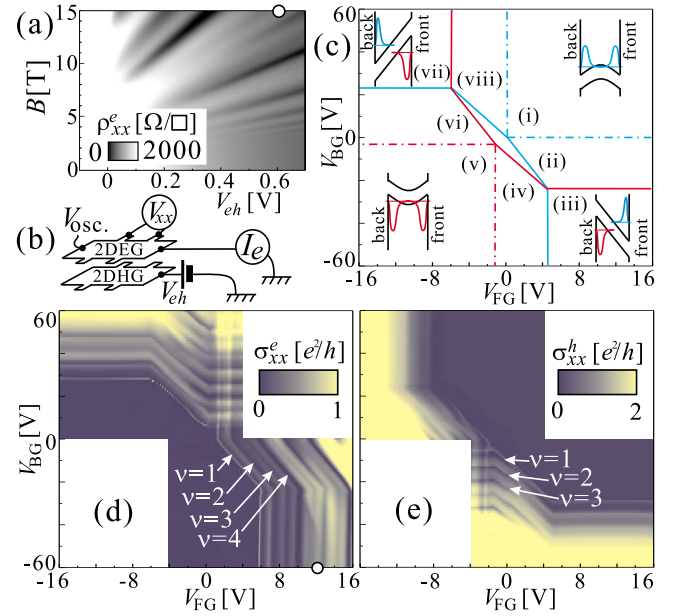 (a)
B[T]
15
10
5
0
ρ^e_xx [Ω/□]
0 2000
0 0.2 0.4 0.6
V_eh [V]
(b)
V_osc.
V_xx
2DEG
2DHG
I_e
V_eh
(c)
V_BG [V]
60
0
-60
back
front
(vii)
(viii)
(i)
back
front
(vi)
(v)
(ii)
(iv)
(iii)
back
front
back
front
-16 -8 0 8 16
V_FG [V]
(d)
V_BG [V]
60
0
-60
σ^e_xx [e²/h]
0 1
ν=1
ν=2
ν=3
ν=4
-16 -8 0 8 16
V_FG [V]
(e)
σ^h_xx [e²/h]
0 2
ν=1
ν=2
ν=3
-16 -8 0 8 16
V_FG [V]